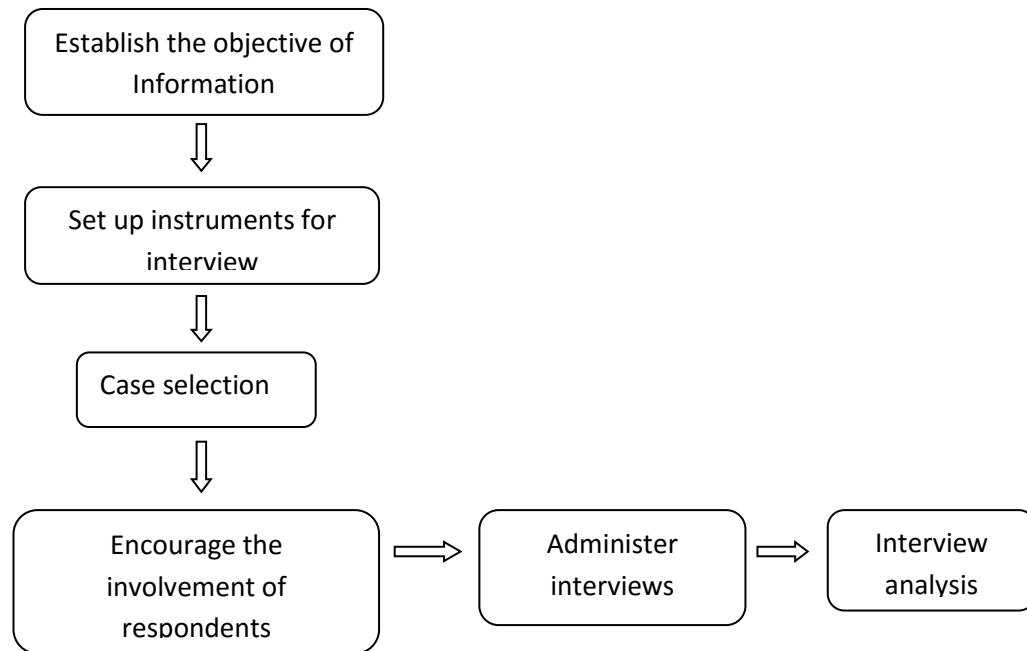 Establish the objective of
Information
Set up instruments for
interview
Case selection
Encourage the
involvement of
respondents
Administer
interviews
Interview
analysis